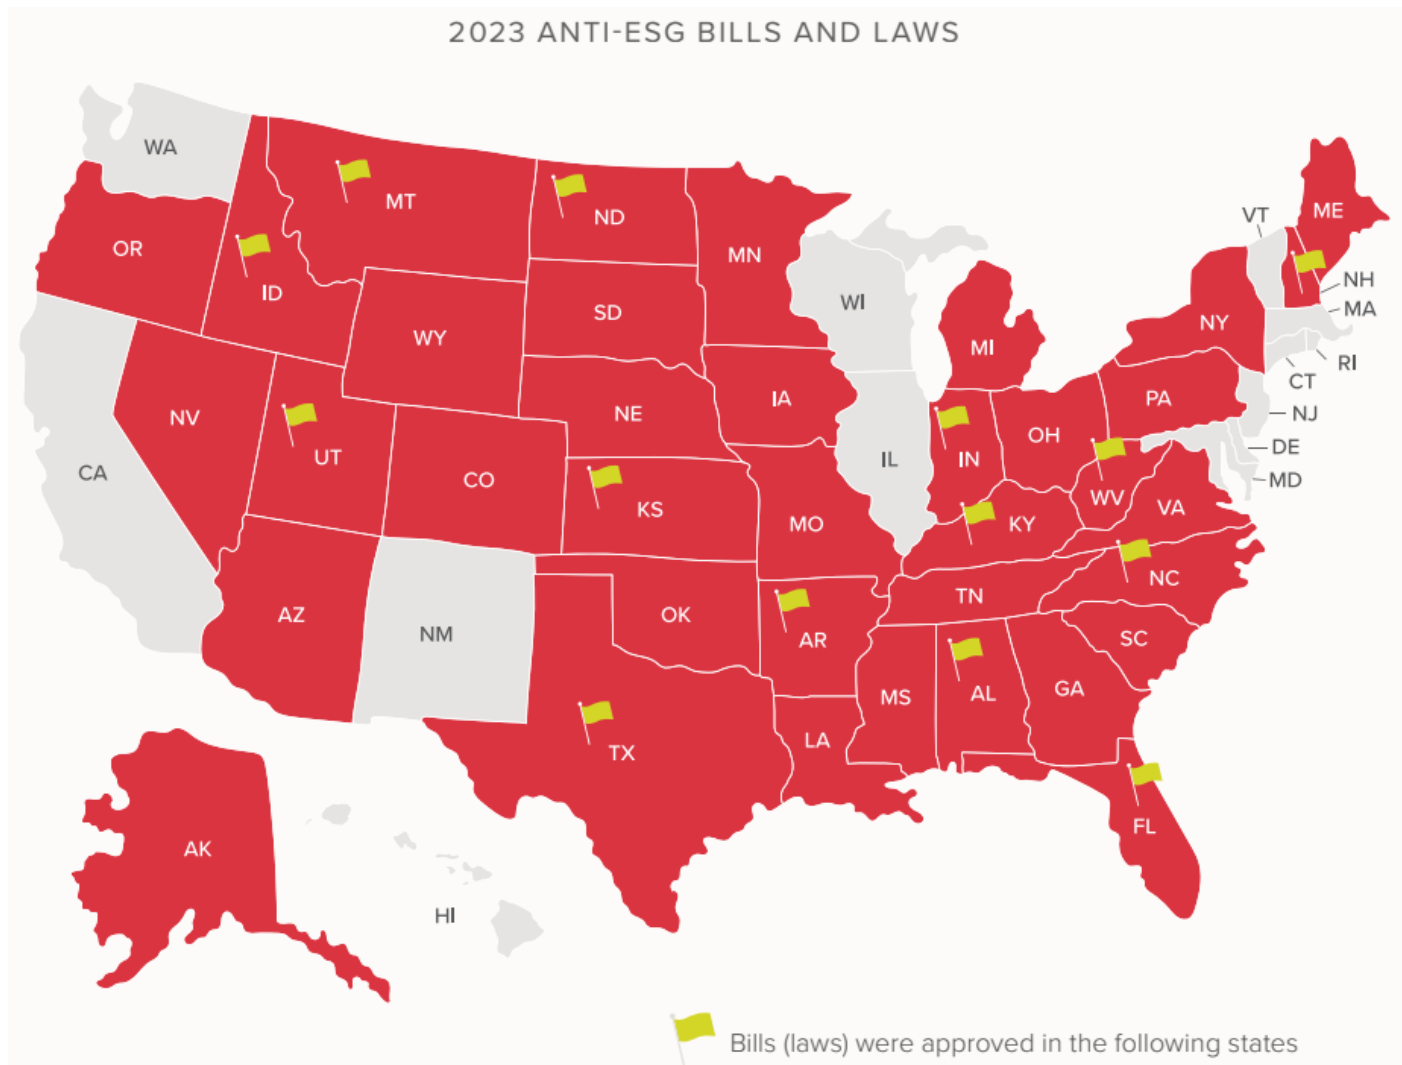 2023 ANTI-ESG BILLS AND LAWS
WA
MT
ND
MN
OR
ID
SD
WI
WY
MI
VT
ME
NH
MA
NY
RI
CT
NJ
DE
MD
PA
NV
UT
NE
IA
CO
CA
KS
IL
IN
OH
WV
VA
MO
KY
NC
AZ
NM
OK
TN
AR
SC
MS
AL
GA
TX
LA
FL
AK
HI
Bills (laws) were approved in the following states